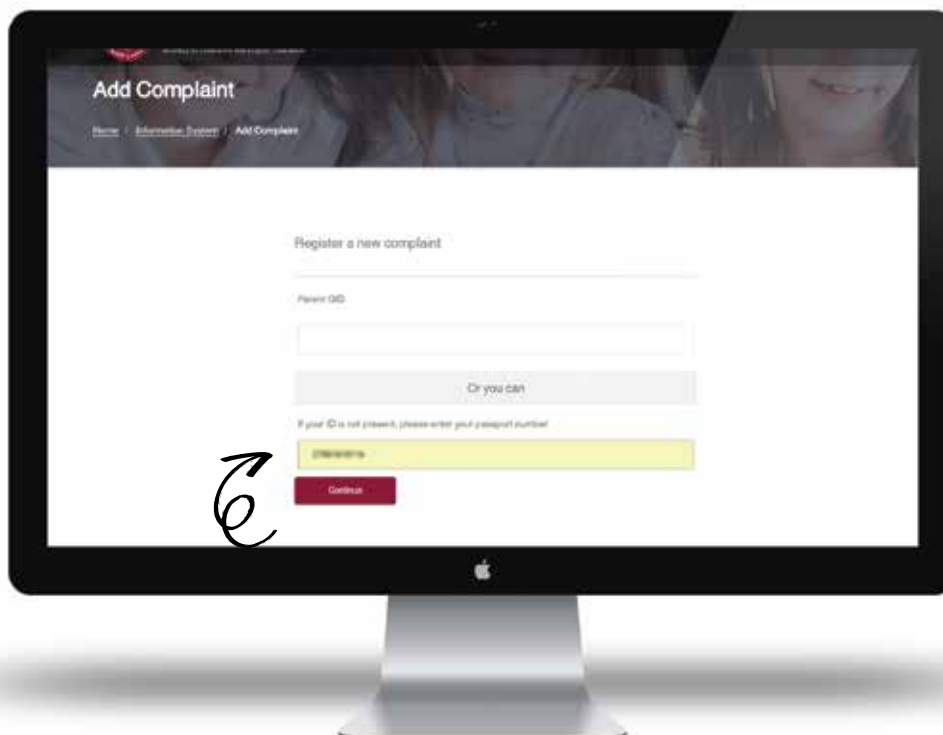 Add Complaint
Home / Information System / Add Complaint
Register a new complaint
Parent QID
Or you can
If your ID is not present, please enter your passport number
Continue